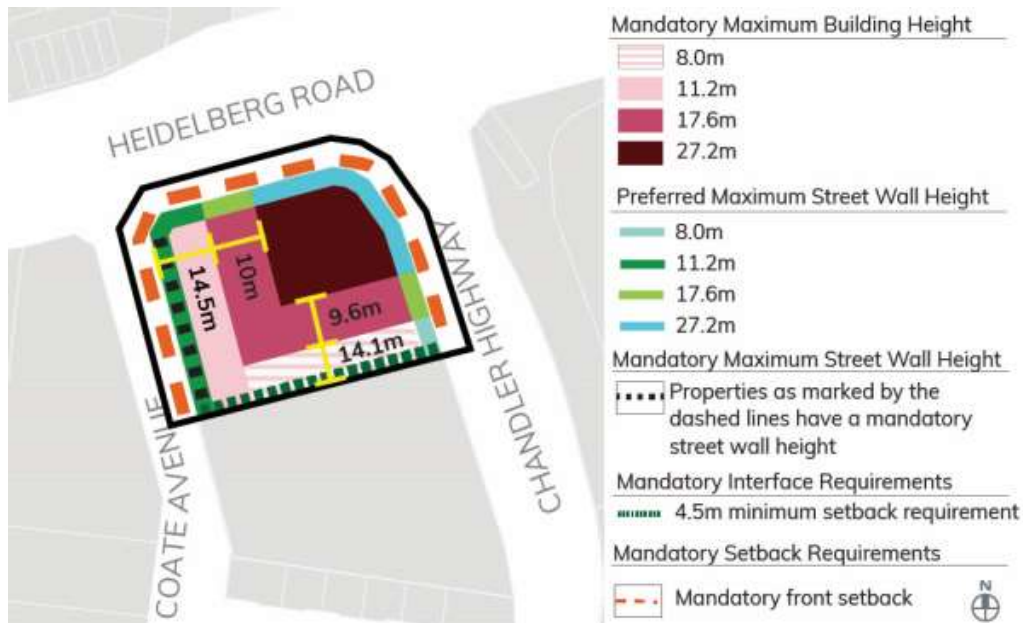 HEIDELBERG ROAD
14.5m
10m
9.6m
14.1m
COATE AVENUE
CHANDLER HIGHWAY
Mandatory Maximum Building Height
8.0m
11.2m
17.6m
27.2m
Preferred Maximum Street Wall Height
8.0m
11.2m
17.6m
27.2m
Mandatory Maximum Street Wall Height
Properties as marked by the
dashed lines have a mandatory
street wall height
Mandatory Interface Requirements
4.5m minimum setback requirement
Mandatory Setback Requirements
Mandatory front setback
N